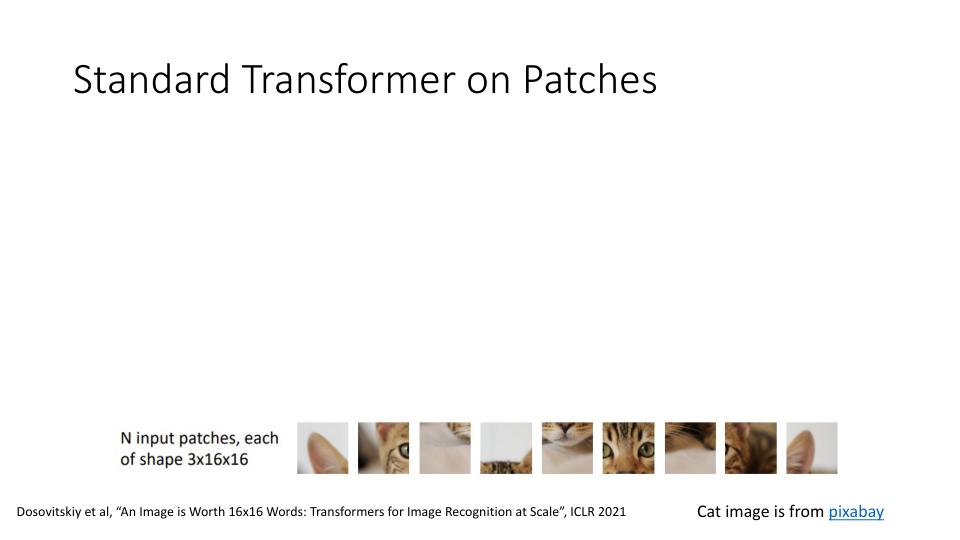 Standard Transformer on Patches
N input patches, each
of shape 3x16x16
Dosovitskiy et al, “An Image is Worth 16x16 Words: Transformers for Image Recognition at Scale”, ICLR 2021
Cat image is from pixabay